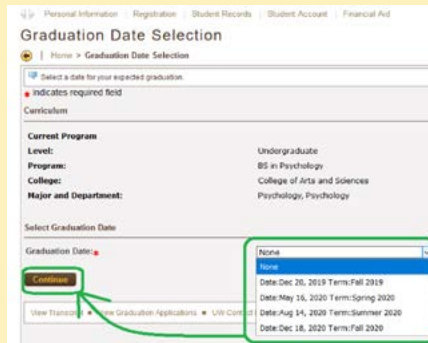 Personal Information Registration Student Records Student Account Financial Aid
Graduation Date Selection
Home > Graduation Date Selection
Select a date for your expected graduation.
indicates required field
Curriculum
Current Program
Level: Undergraduate
Program: BS in Psychology
College: College of Arts and Sciences
Major and Department: Psychology, Psychology
Select Graduation Date
Graduation Date: None
None
Continue
Date:Dec 20, 2019 Term:Fall 2019
Date:May 16, 2020 Term:Spring 2020
Date:Aug 14, 2020 Term:Summer 2020
Date:Dec 18, 2020 Term:Fall 2020
View Transcript View Graduation Applications UW